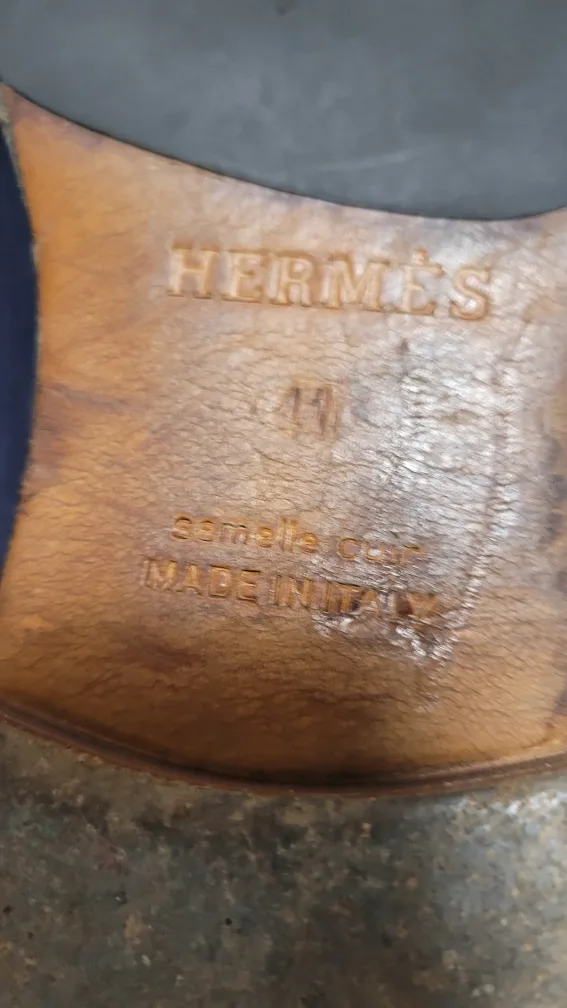 HERMÈS
41
semelle cuir
MADE IN ITALY